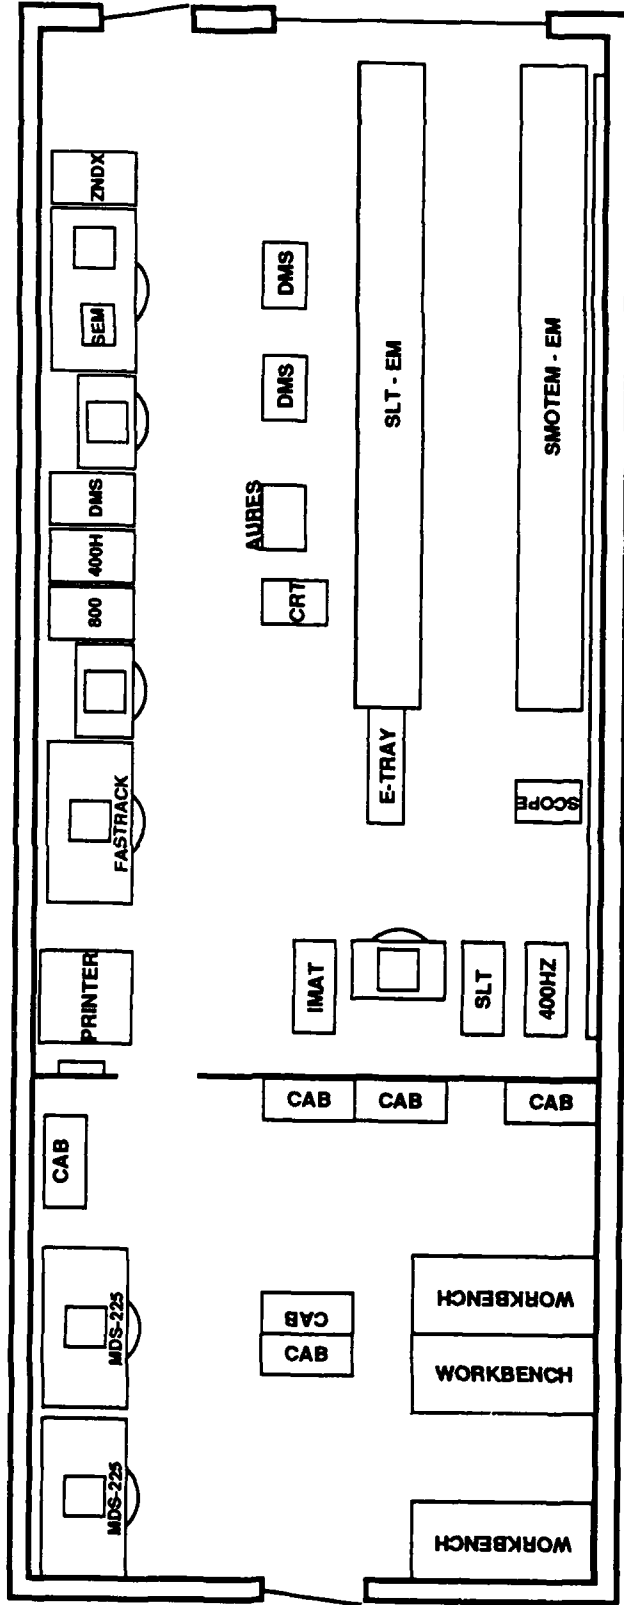 ZNDX
SEM
DMS
DMS
SLT - EM
SMOTEM - EM
DMS
AURES
400H
800
CRT
E-TRAY
FASTRACK
SCOPE
PRINTER
IMAT
SLT
400HZ
CAB
CAB
CAB
CAB
MDS-225
CAB
WORKBENCH
CAB
WORKBENCH
MDS-225
WORKBENCH